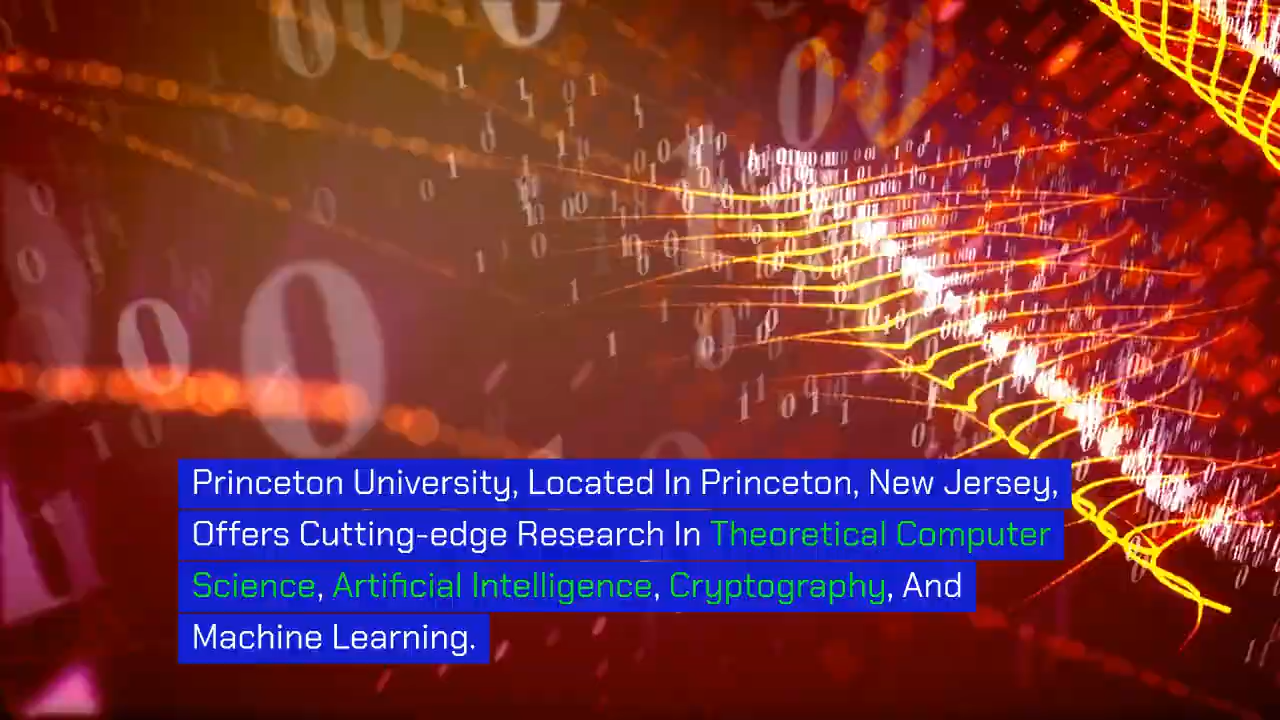 Princeton University, Located In Princeton, New Jersey,
Offers Cutting-edge Research In Theoretical Computer
Science, Artificial Intelligence, Cryptography, And
Machine Learning.